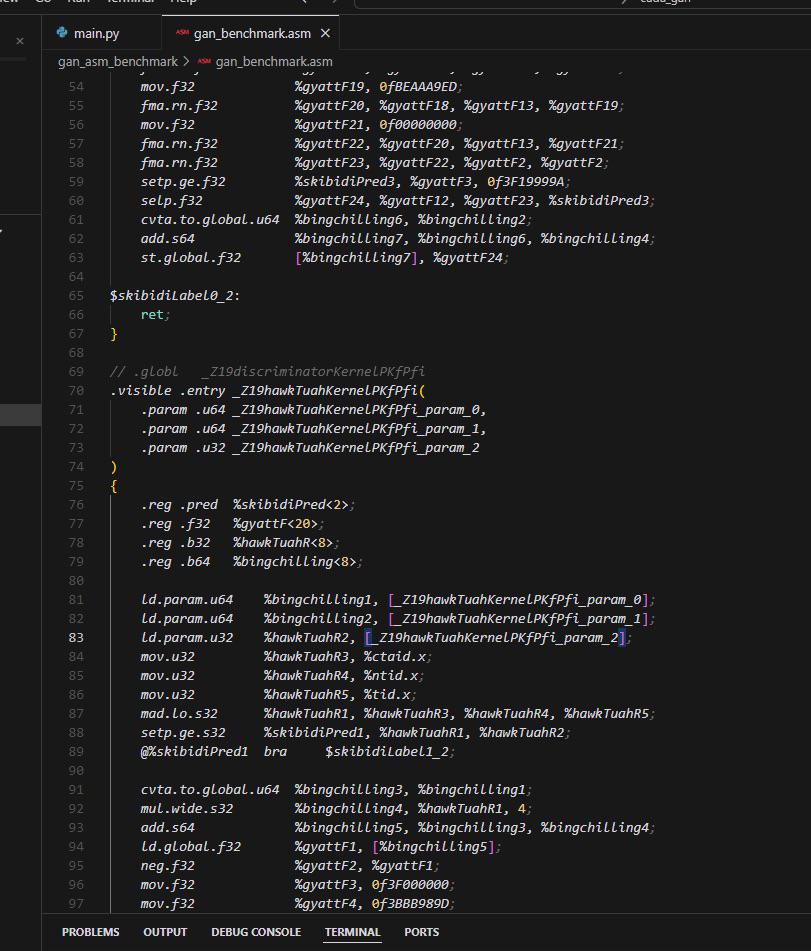 Go Run Terminal Help
main.py
ASM gan_benchmark.asm
gan_asm_benchmark > ASM gan_benchmark.asm
54 mov.f32 %gyattF19, 0fBEAAA9ED;
55 fma.rn.f32 %gyattF20, %gyattF18, %gyattF13, %gyattF19;
56 mov.f32 %gyattF21, 0f00000000;
57 fma.rn.f32 %gyattF22, %gyattF20, %gyattF13, %gyattF21;
58 fma.rn.f32 %gyattF23, %gyattF22, %gyattF2, %gyattF2;
59 setp.ge.f32 %skibidiPred3, %gyattF3, 0f3F19999A;
60 selp.f32 %gyattF24, %gyattF12, %gyattF23, %skibidiPred3;
61 cvta.to.global.u64 %bingchilling6, %bingchilling2;
62 add.s64 %bingchilling7, %bingchilling6, %bingchilling4;
63 st.global.f32 [%bingchilling7], %gyattF24;
64
65 $skibidiLabel0_2:
66 ret;
67 }
68
69 // .globl _Z19discriminatorKernelPKfPfi
70 .visible .entry _Z19hawkTuahKernelPKfPfi(
71 .param .u64 _Z19hawkTuahKernelPKfPfi_param_0,
72 .param .u64 _Z19hawkTuahKernelPKfPfi_param_1,
73 .param .u32 _Z19hawkTuahKernelPKfPfi_param_2
74 )
75 {
76 .reg .pred %skibidiPred<2>;
77 .reg .f32 %gyattF<20>;
78 .reg .b32 %hawkTuahR<8>;
79 .reg .b64 %bingchilling<8>;
80
81 ld.param.u64 %bingchilling1, [_Z19hawkTuahKernelPKfPfi_param_0];
82 ld.param.u64 %bingchilling2, [_Z19hawkTuahKernelPKfPfi_param_1];
83 ld.param.u32 %hawkTuahR2, [_Z19hawkTuahKernelPKfPfi_param_2];
84 mov.u32 %hawkTuahR3, %ctaid.x;
85 mov.u32 %hawkTuahR4, %ntid.x;
86 mov.u32 %hawkTuahR5, %tid.x;
87 mad.lo.s32 %hawkTuahR1, %hawkTuahR3, %hawkTuahR4, %hawkTuahR5;
88 setp.ge.s32 %skibidiPred1, %hawkTuahR1, %hawkTuahR2;
89 @%skibidiPred1 bra $skibidiLabel1_2;
90
91 cvta.to.global.u64 %bingchilling3, %bingchilling1;
92 mul.wide.s32 %bingchilling4, %hawkTuahR1, 4;
93 add.s64 %bingchilling5, %bingchilling3, %bingchilling4;
94 ld.global.f32 %gyattF1, [%bingchilling5];
95 neg.f32 %gyattF2, %gyattF1;
96 mov.f32 %gyattF3, 0f3F000000;
97 mov.f32 %gyattF4, 0f3BBB989D;
PROBLEMS OUTPUT DEBUG CONSOLE TERMINAL PORTS